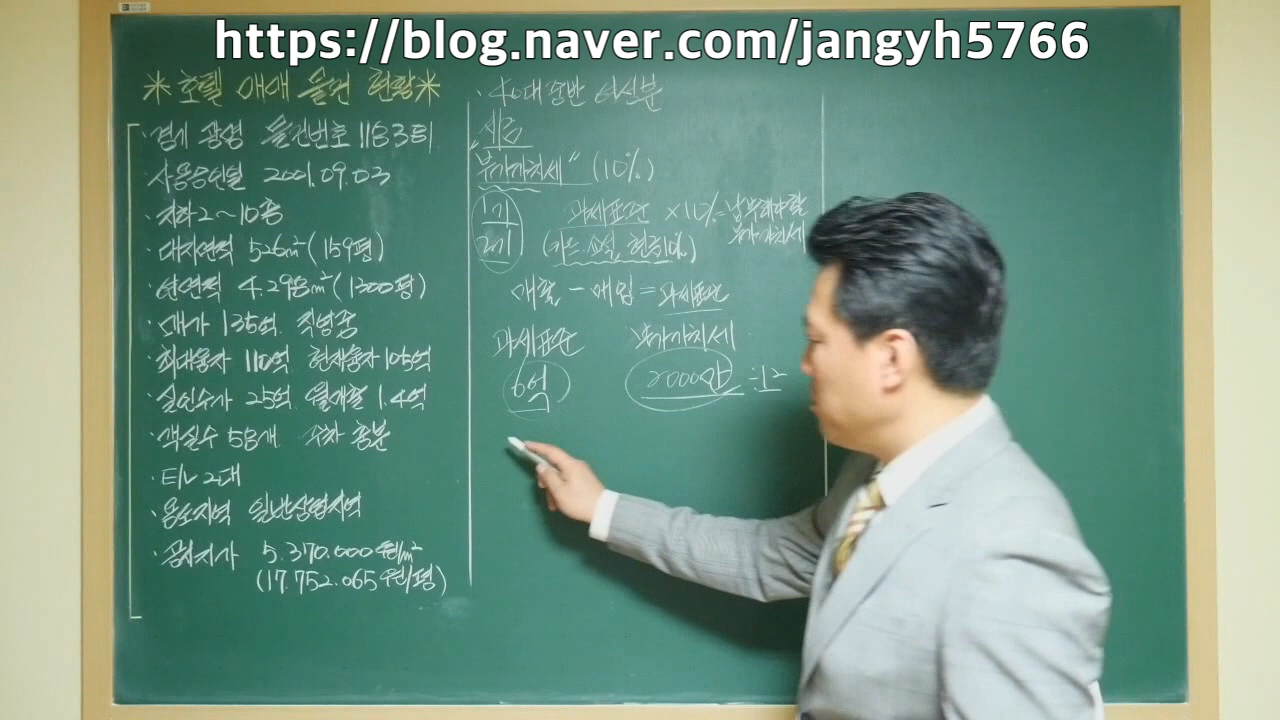 https://blog.naver.com/jangyh5766
* 호텔 매매 물건 현황 *
· 경기 광명 물건번호 1183티
· 사용승인일 2001.09.03
· 지하2~10층
· 대지면적 526m²(159평)
· 연면적 4.298m²(1300평)
· 매가 135억. 직영중
· 최대융자 110억 현재융자 105억
· 실인수가 25억. 월매출 1.4억
· 객실수 58개. 주차 충분
· E/L 2대
· 용도지역 일반상업지역
· 공시지가 5.370.000원/m²
(17.752.065원/평)
· 40대 중반 여신분
"세금
부가가치세" (10%)
1기 과세표준 ×10%=납부해야할
부가가치세
2기 (카드, 소설, 현금10%)
매출 - 매입 = 과세표준
과세표준 부가가치세
6억 2000만 ÷12